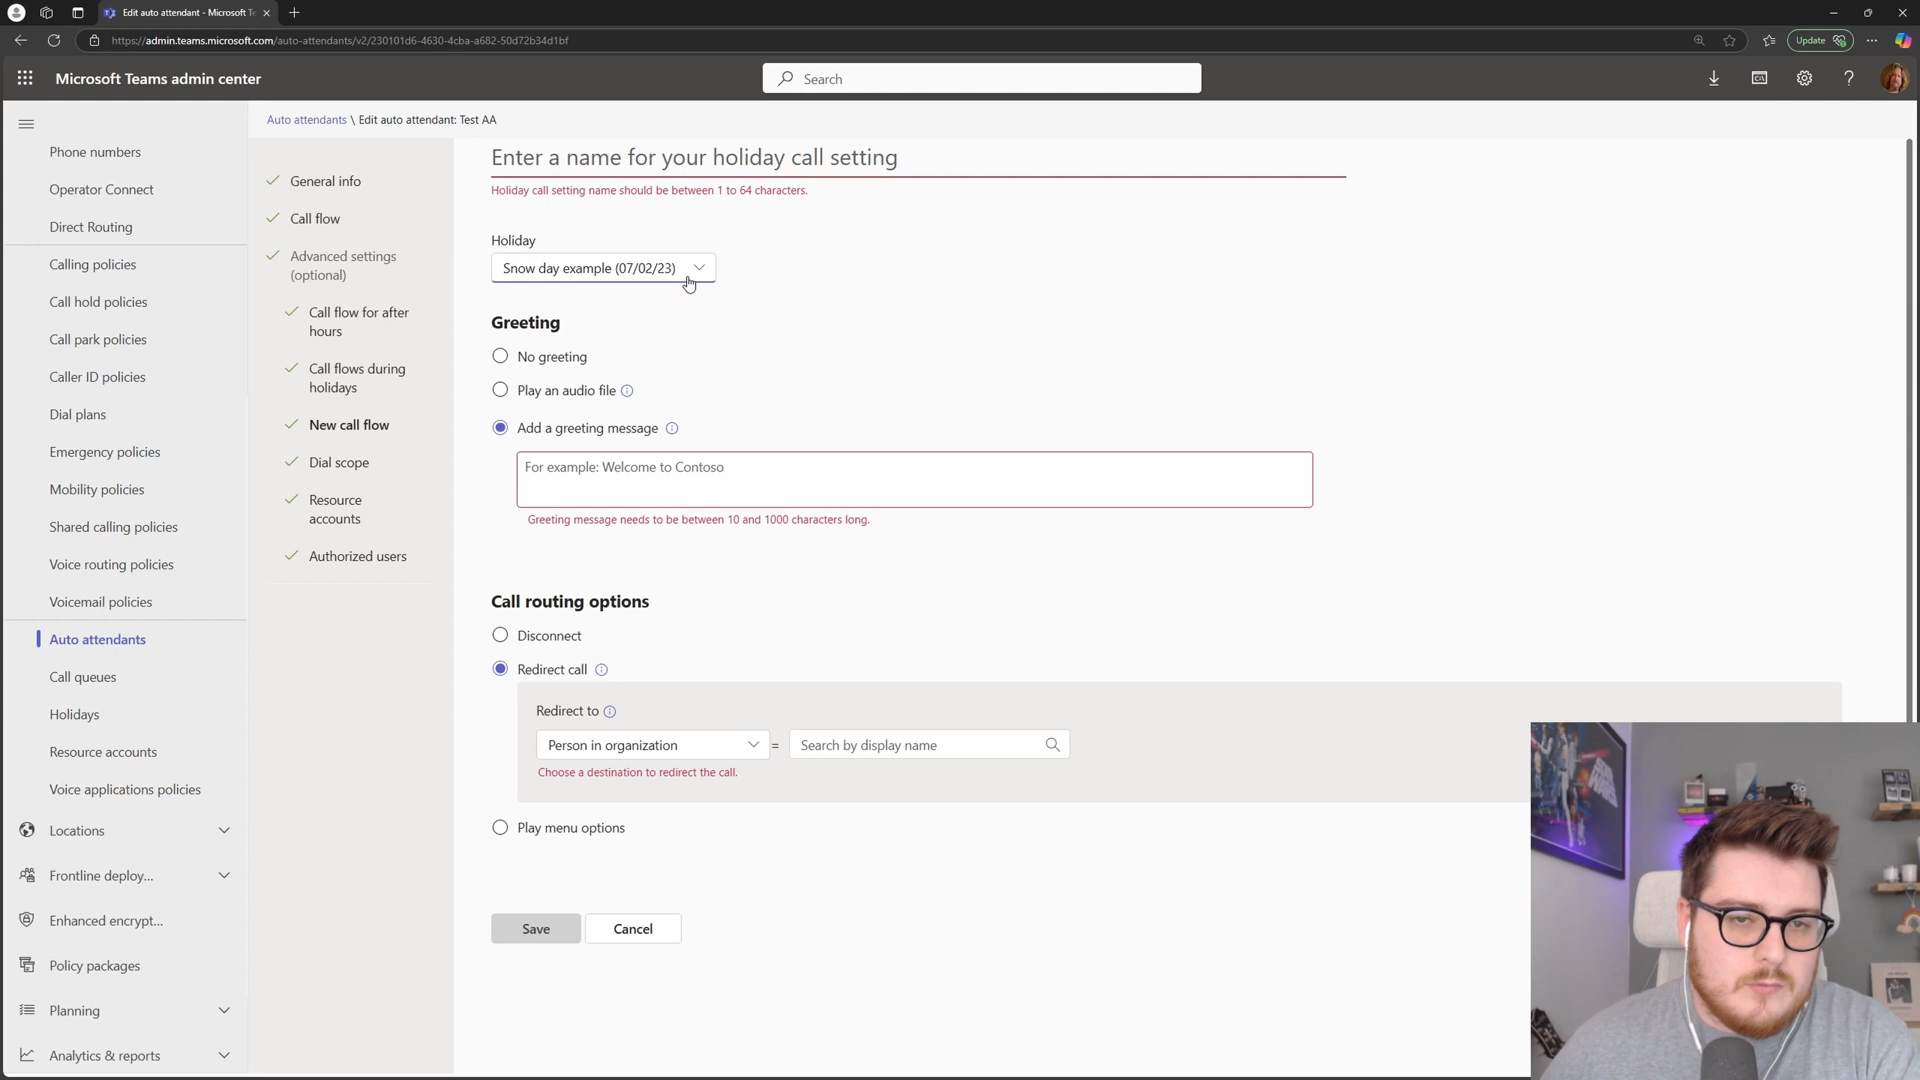 Edit auto attendant - Microsoft Te
https://admin.teams.microsoft.com/auto-attendants/v2/230101d6-4630-4cba-a682-50d72b34d1bf
Update
Microsoft Teams admin center
Search
Auto attendants \ Edit auto attendant: Test AA
Phone numbers
Operator Connect
Direct Routing
Calling policies
Call hold policies
Call park policies
Caller ID policies
Dial plans
Emergency policies
Mobility policies
Shared calling policies
Voice routing policies
Voicemail policies
Auto attendants
Call queues
Holidays
Resource accounts
Voice applications policies
Locations
Frontline deploy...
Enhanced encrypt...
Policy packages
Planning
Analytics & reports
General info
Call flow
Advanced settings
(optional)
Call flow for after
hours
Call flows during
holidays
New call flow
Dial scope
Resource
accounts
Authorized users
Enter a name for your holiday call setting
Holiday call setting name should be between 1 to 64 characters.
Holiday
Snow day example (07/02/23)
Greeting
No greeting
Play an audio file
Add a greeting message
For example: Welcome to Contoso
Greeting message needs to be between 10 and 1000 characters long.
Call routing options
Disconnect
Redirect call
Redirect to
Person in organization = Search by display name
Choose a destination to redirect the call.
Play menu options
Save Cancel